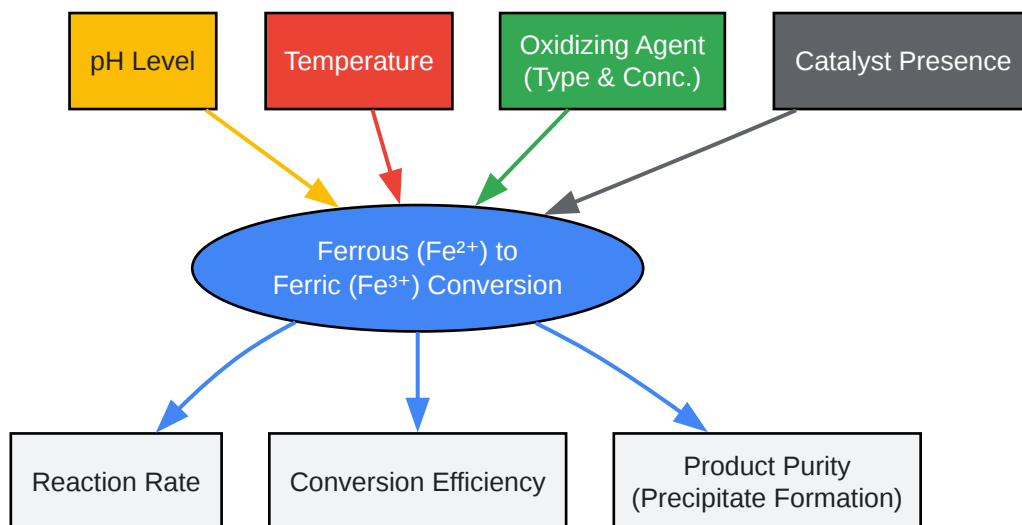 pH Level
Temperature
Oxidizing Agent
(Type & Conc.)
Catalyst Presence
Ferrous (Fe²⁺) to
Ferric (Fe³⁺) Conversion
Reaction Rate
Conversion Efficiency
Product Purity
(Precipitate Formation)